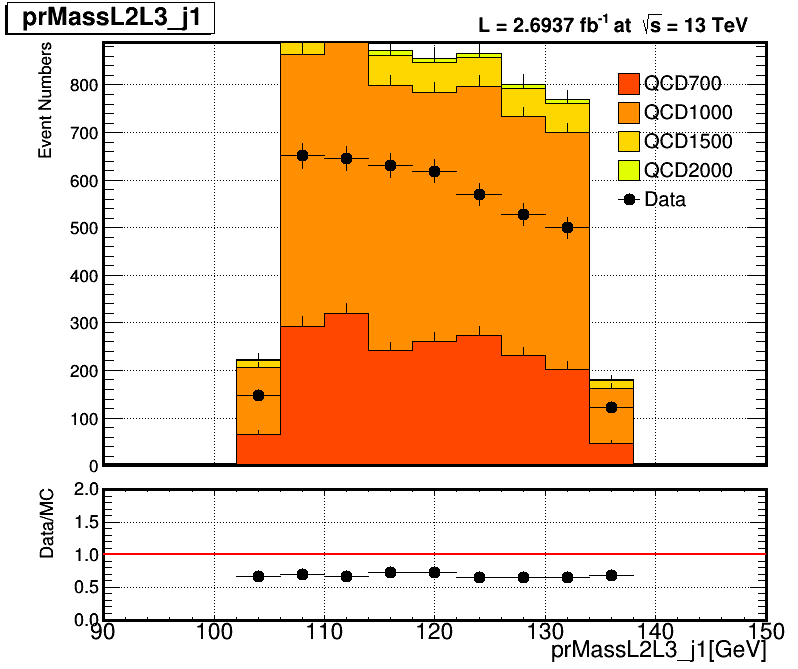 prMassL2L3_j1
L = 2.6937 fb⁻¹ at √s = 13 TeV
Event Numbers
800
700
600
500
400
300
200
100
0
QCD700
QCD1000
QCD1500
QCD2000
Data
Data/MC
2.0
1.5
1.0
0.5
0.0
90 100 110 120 130 140 150
prMassL2L3_j1[GeV]